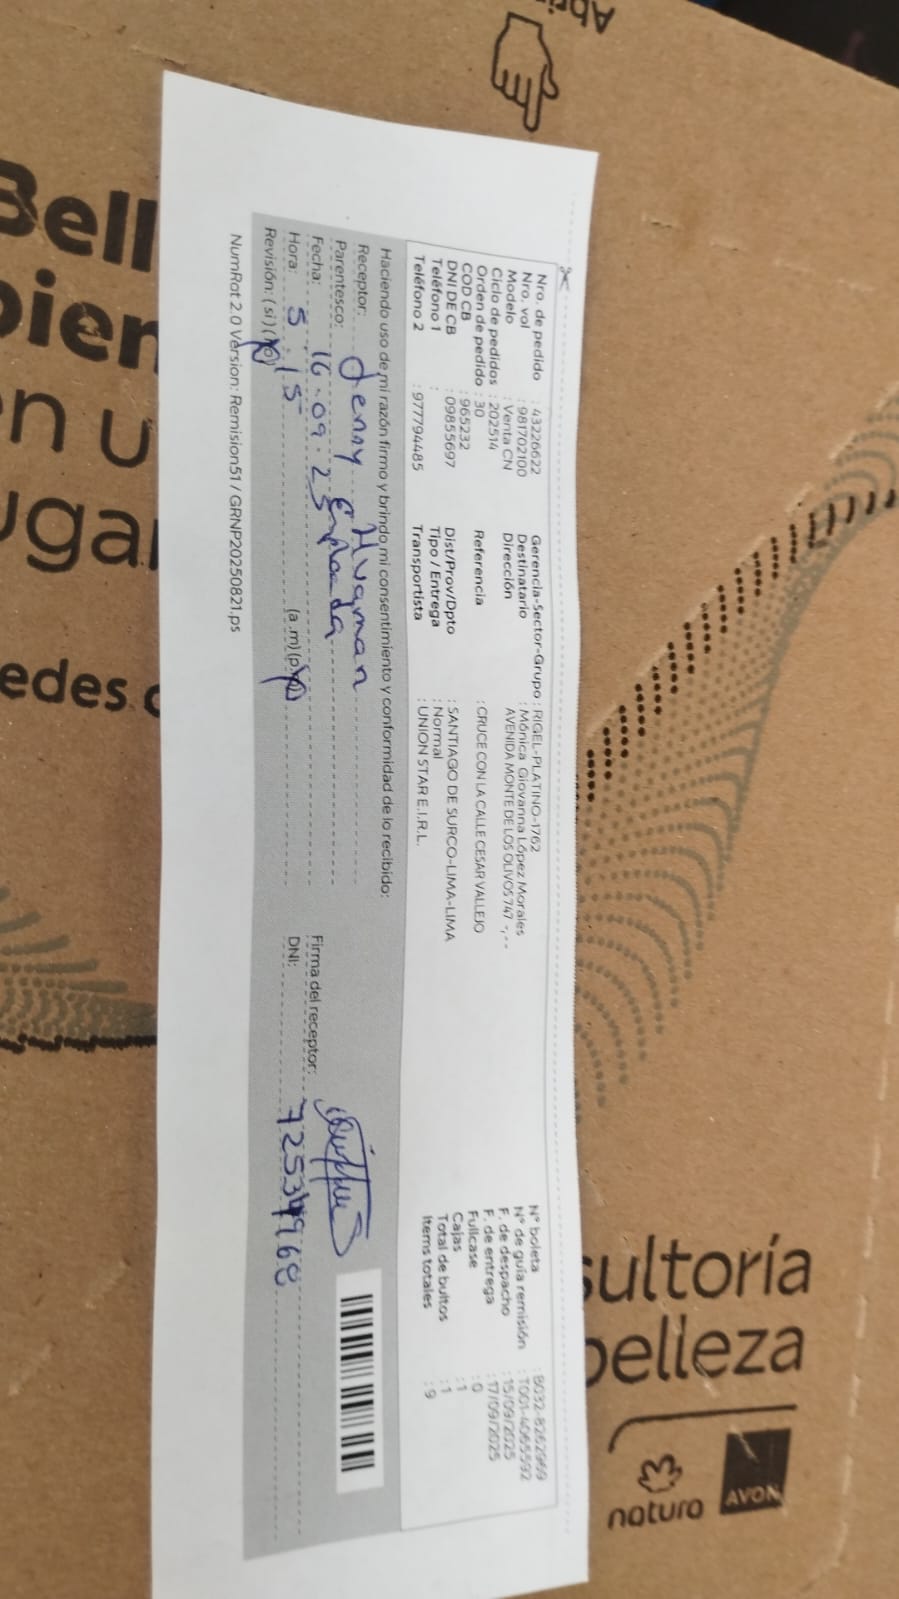 Nro. de pedido : 43226622
Nro. vol : 981702100
Modelo : Venta CN
Ciclo de pedidos : 202514
Orden de pedido : 30
COD CB : 965232
DNI DE CB : 09855697
Teléfono 1 :
Teléfono 2 : 977794485
Gerencia-Sector-Grupo : RIGEL-PLATINO-1762
Destinatario : Mónica Giovanna López Morales
Dirección AVENIDA MONTE DE LOS OLIVOS 747 -, --
Referencia : CRUCE CON LA CALLE CESAR VALLEJO
Dist/Prov/Dpto : SANTIAGO DE SURCO-LIMA-LIMA
Tipo / Entrega : Normal
Transportista : UNION STAR E.I.R.L.
N° boleta : B032-8262969
N° de guía remisión : T001-4065592
F. de despacho : 15/09/2025
F. de entrega : 17/09/2025
Fullcase : 0
Cajas : 1
Total de bultos : 1
Items totales : 9
Haciendo uso de mi razón firmo y brindo mi consentimiento y conformidad de lo recibido:
Receptor: Jenny Huaman
Parentesco:
Fecha: 16.09.25
Hora: 5:15 (a.m)(p.
Revisión: ( si ) (
Firma del receptor:
DNI:
NumRot 2.0 Version: Remision51 / GRNP20250821.ps
Bell
bien
n u
ugar
edes
sultoría
belleza
natura
AVON
Abri